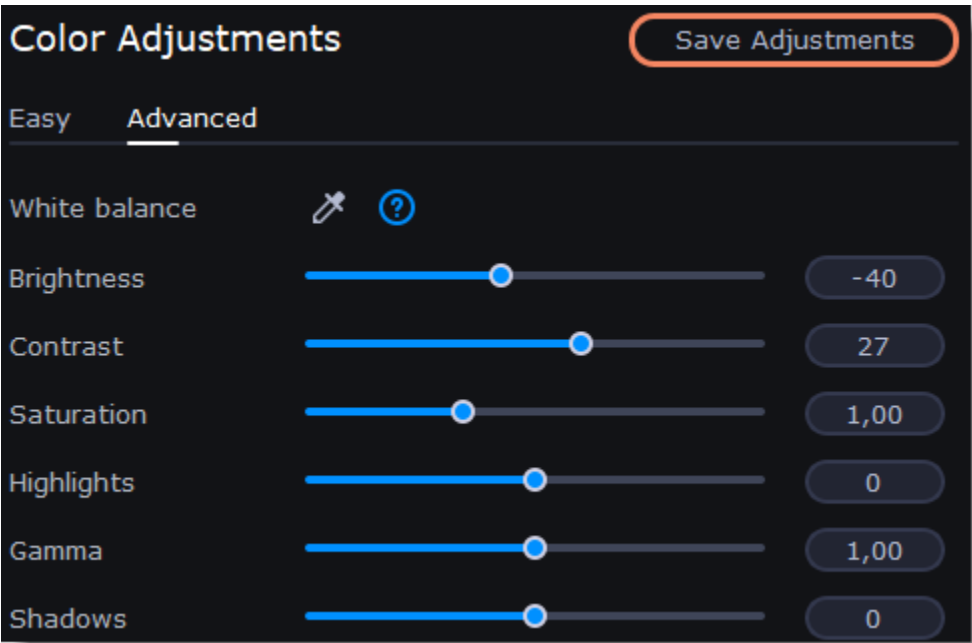 Color Adjustments Save Adjustments
Easy Advanced
White balance ?
Brightness -40
Contrast 27
Saturation 1,00
Highlights 0
Gamma 1,00
Shadows 0